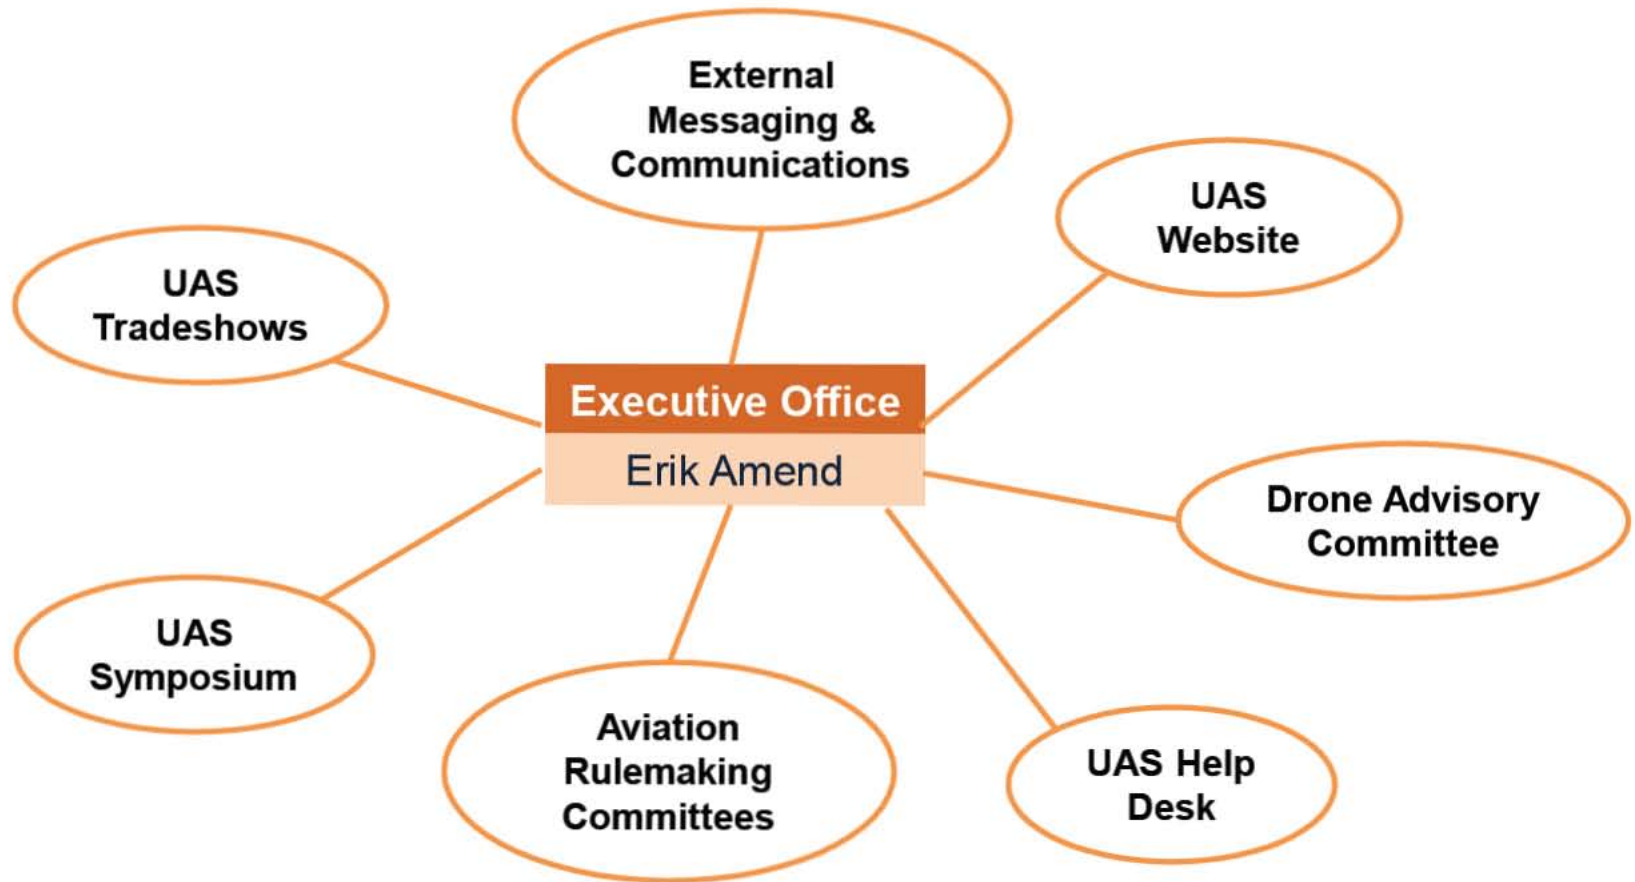 External
Messaging &
Communications
UAS
Website
UAS
Tradeshows
Executive Office
Erik Amend
Drone Advisory
Committee
UAS
Symposium
Aviation
Rulemaking
Committees
UAS Help
Desk